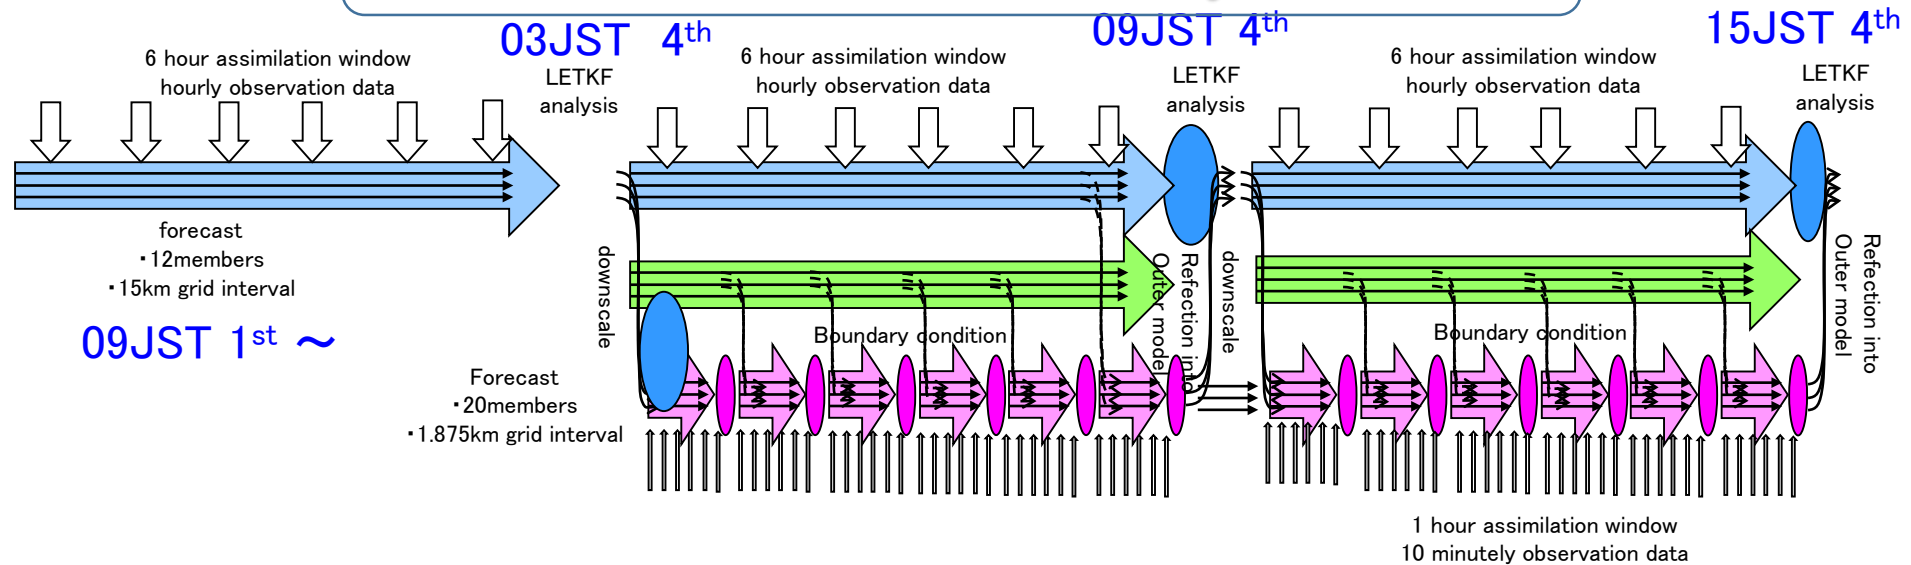 03JST 4th
09JST 4th
15JST 4th
6 hour assimilation window
hourly observation data
LETKF
analysis
6 hour assimilation window
hourly observation data
LETKF
analysis
6 hour assimilation window
hourly observation data
LETKF
analysis
forecast
・12members
・15km grid interval
09JST 1st ～
downscale
Refection into
Outer model
downscale
Refection into
Outer model
Boundary condition
Boundary condition
Forecast
・20members
・1.875km grid interval
1 hour assimilation window
10 minutely observation data